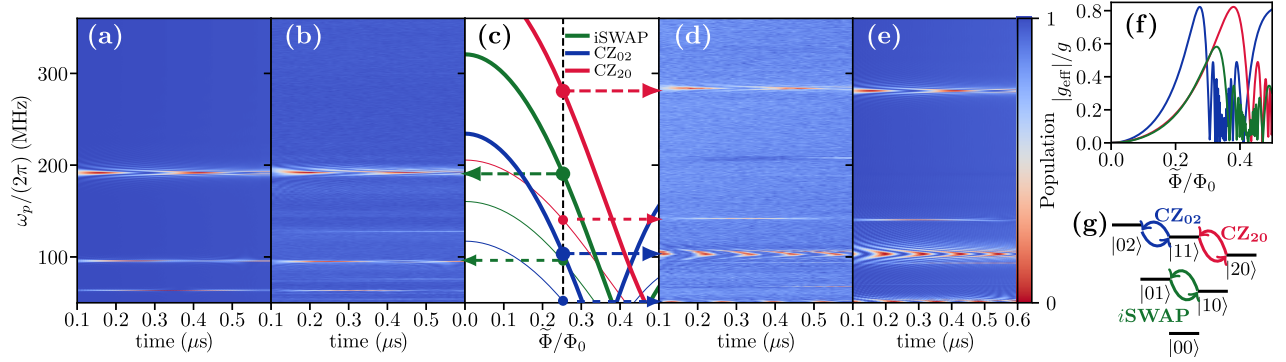 (a)
(b)
(c)
(d)
(e)
(f)
(g)
ω_p/(2π) (MHz)
300
200
100
0.1 0.2 0.3 0.4 0.5
time (μs)
0.1 0.2 0.3 0.4 0.5
time (μs)
iSWAP
CZ₀₂
CZ₂₀
0.0 0.1 0.2 0.3 0.4
Φ̃/Φ₀
0.1 0.2 0.3 0.4 0.5
time (μs)
0.1 0.2 0.3 0.4 0.5 0.6
time (μs)
1
Population
0
|g_eff|/g
0.8
0.6
0.4
0.2
0.0
0.0 0.2 0.4
Φ̃/Φ₀
CZ₀₂
CZ₂₀
|02⟩
|11⟩
|20⟩
|01⟩
|10⟩
iSWAP
|00⟩